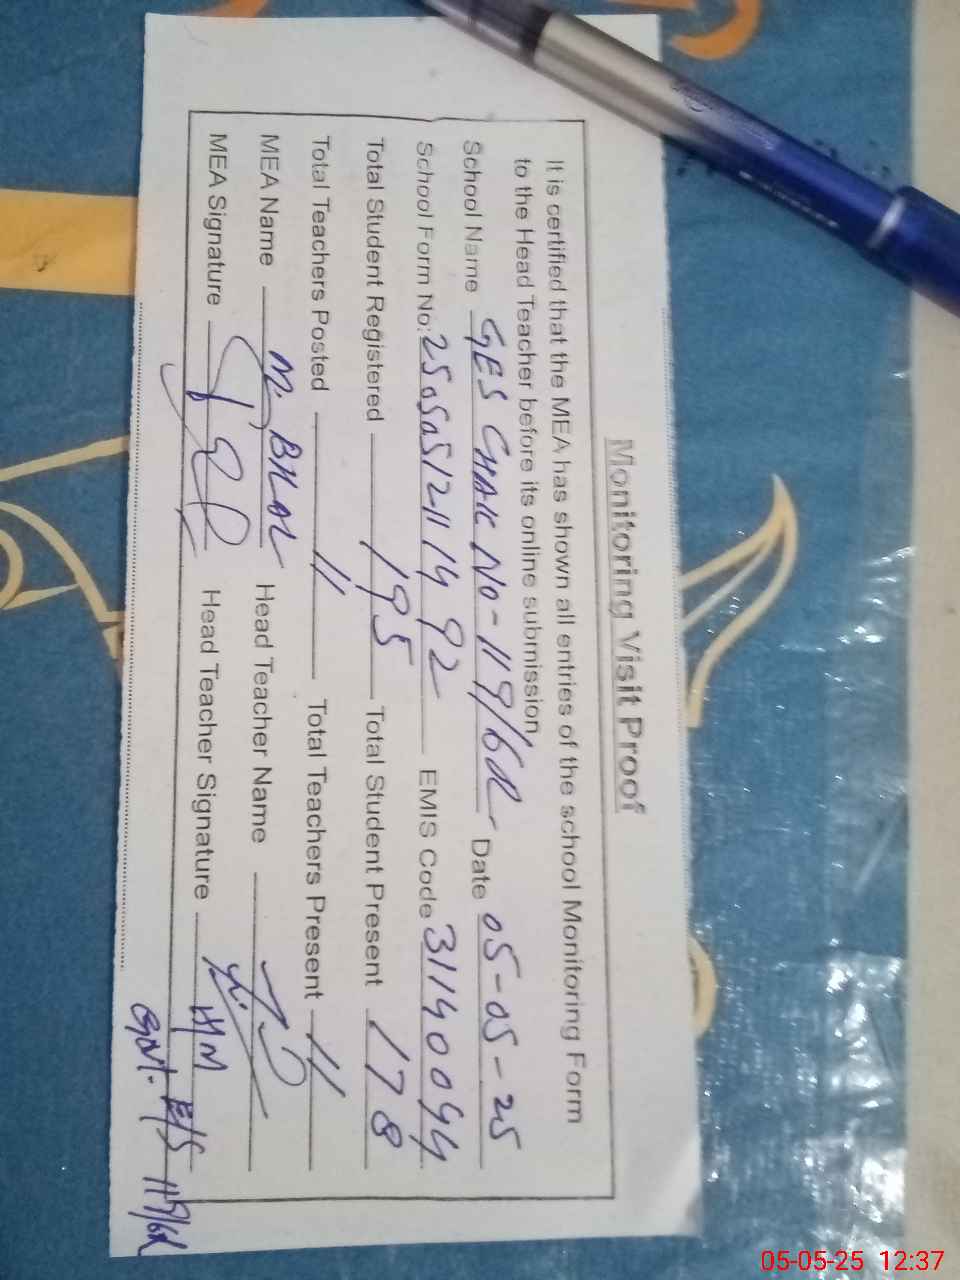 Monitoring Visit Proof
It is certified that the MEA has shown all entries of the school Monitoring Form
to the Head Teacher before its online submission.
School Name GES CHAK No-119/6R Date 05-05-25
School Form No: 250505121114 92 EMIS Code 31140094
Total Student Registered 195 Total Student Present 178
Total Teachers Posted 11 Total Teachers Present 11
MEA Name M. BILAL Head Teacher Name
MEA Signature Head Teacher Signature
HM
Govt. E/S 119/6R
05-05-25 12:37